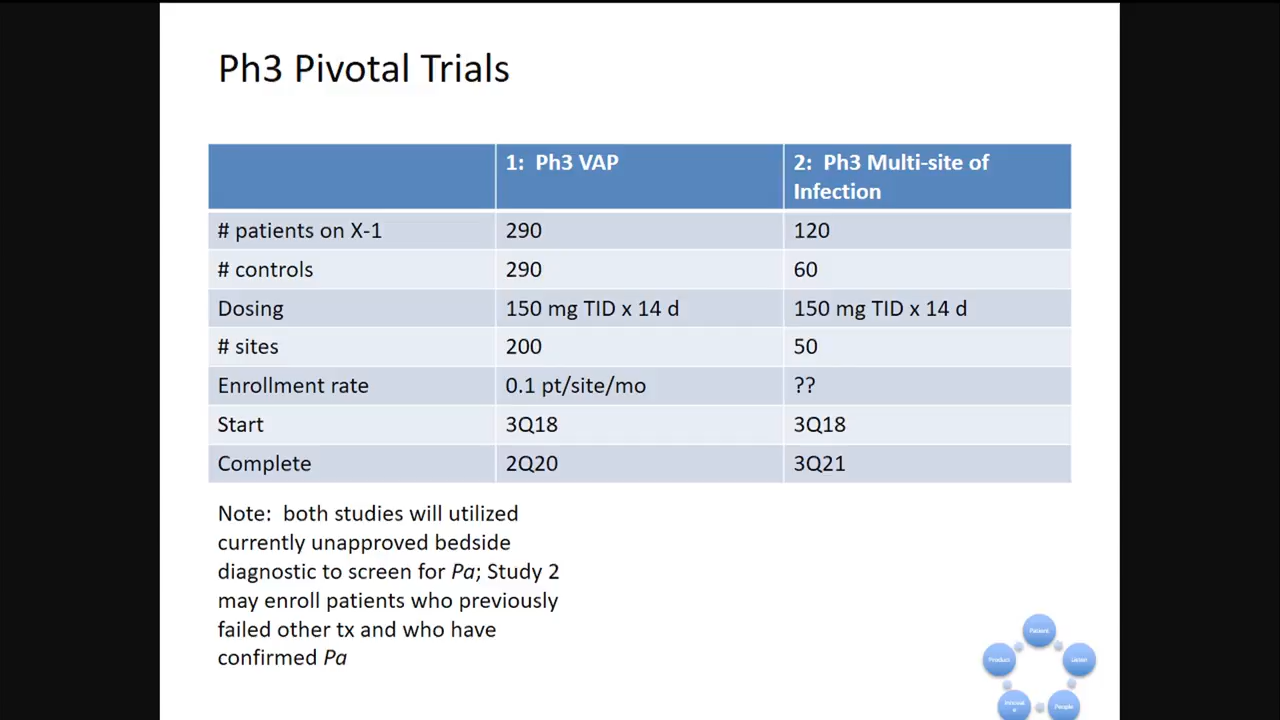 Ph3 Pivotal Trials
1: Ph3 VAP
2: Ph3 Multi-site of
Infection
# patients on X-1 290 120
# controls 290 60
Dosing 150 mg TID x 14 d 150 mg TID x 14 d
# sites 200 50
Enrollment rate 0.1 pt/site/mo ??
Start 3Q18 3Q18
Complete 2Q20 3Q21
Note: both studies will utilized
currently unapproved bedside
diagnostic to screen for Pa; Study 2
may enroll patients who previously
failed other tx and who have
confirmed Pa
Patient
Product
People